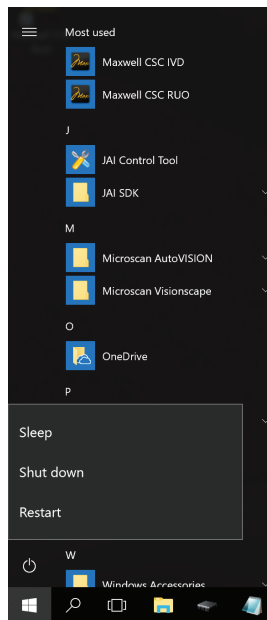 Most used
Maxwell CSC IVD
Maxwell CSC RUO
J
JAI Control Tool
JAI SDK
M
Microscan AutoVISION
Microscan Visionscape
O
OneDrive
P
Sleep
Shut down
Restart
W
Windows Accessories